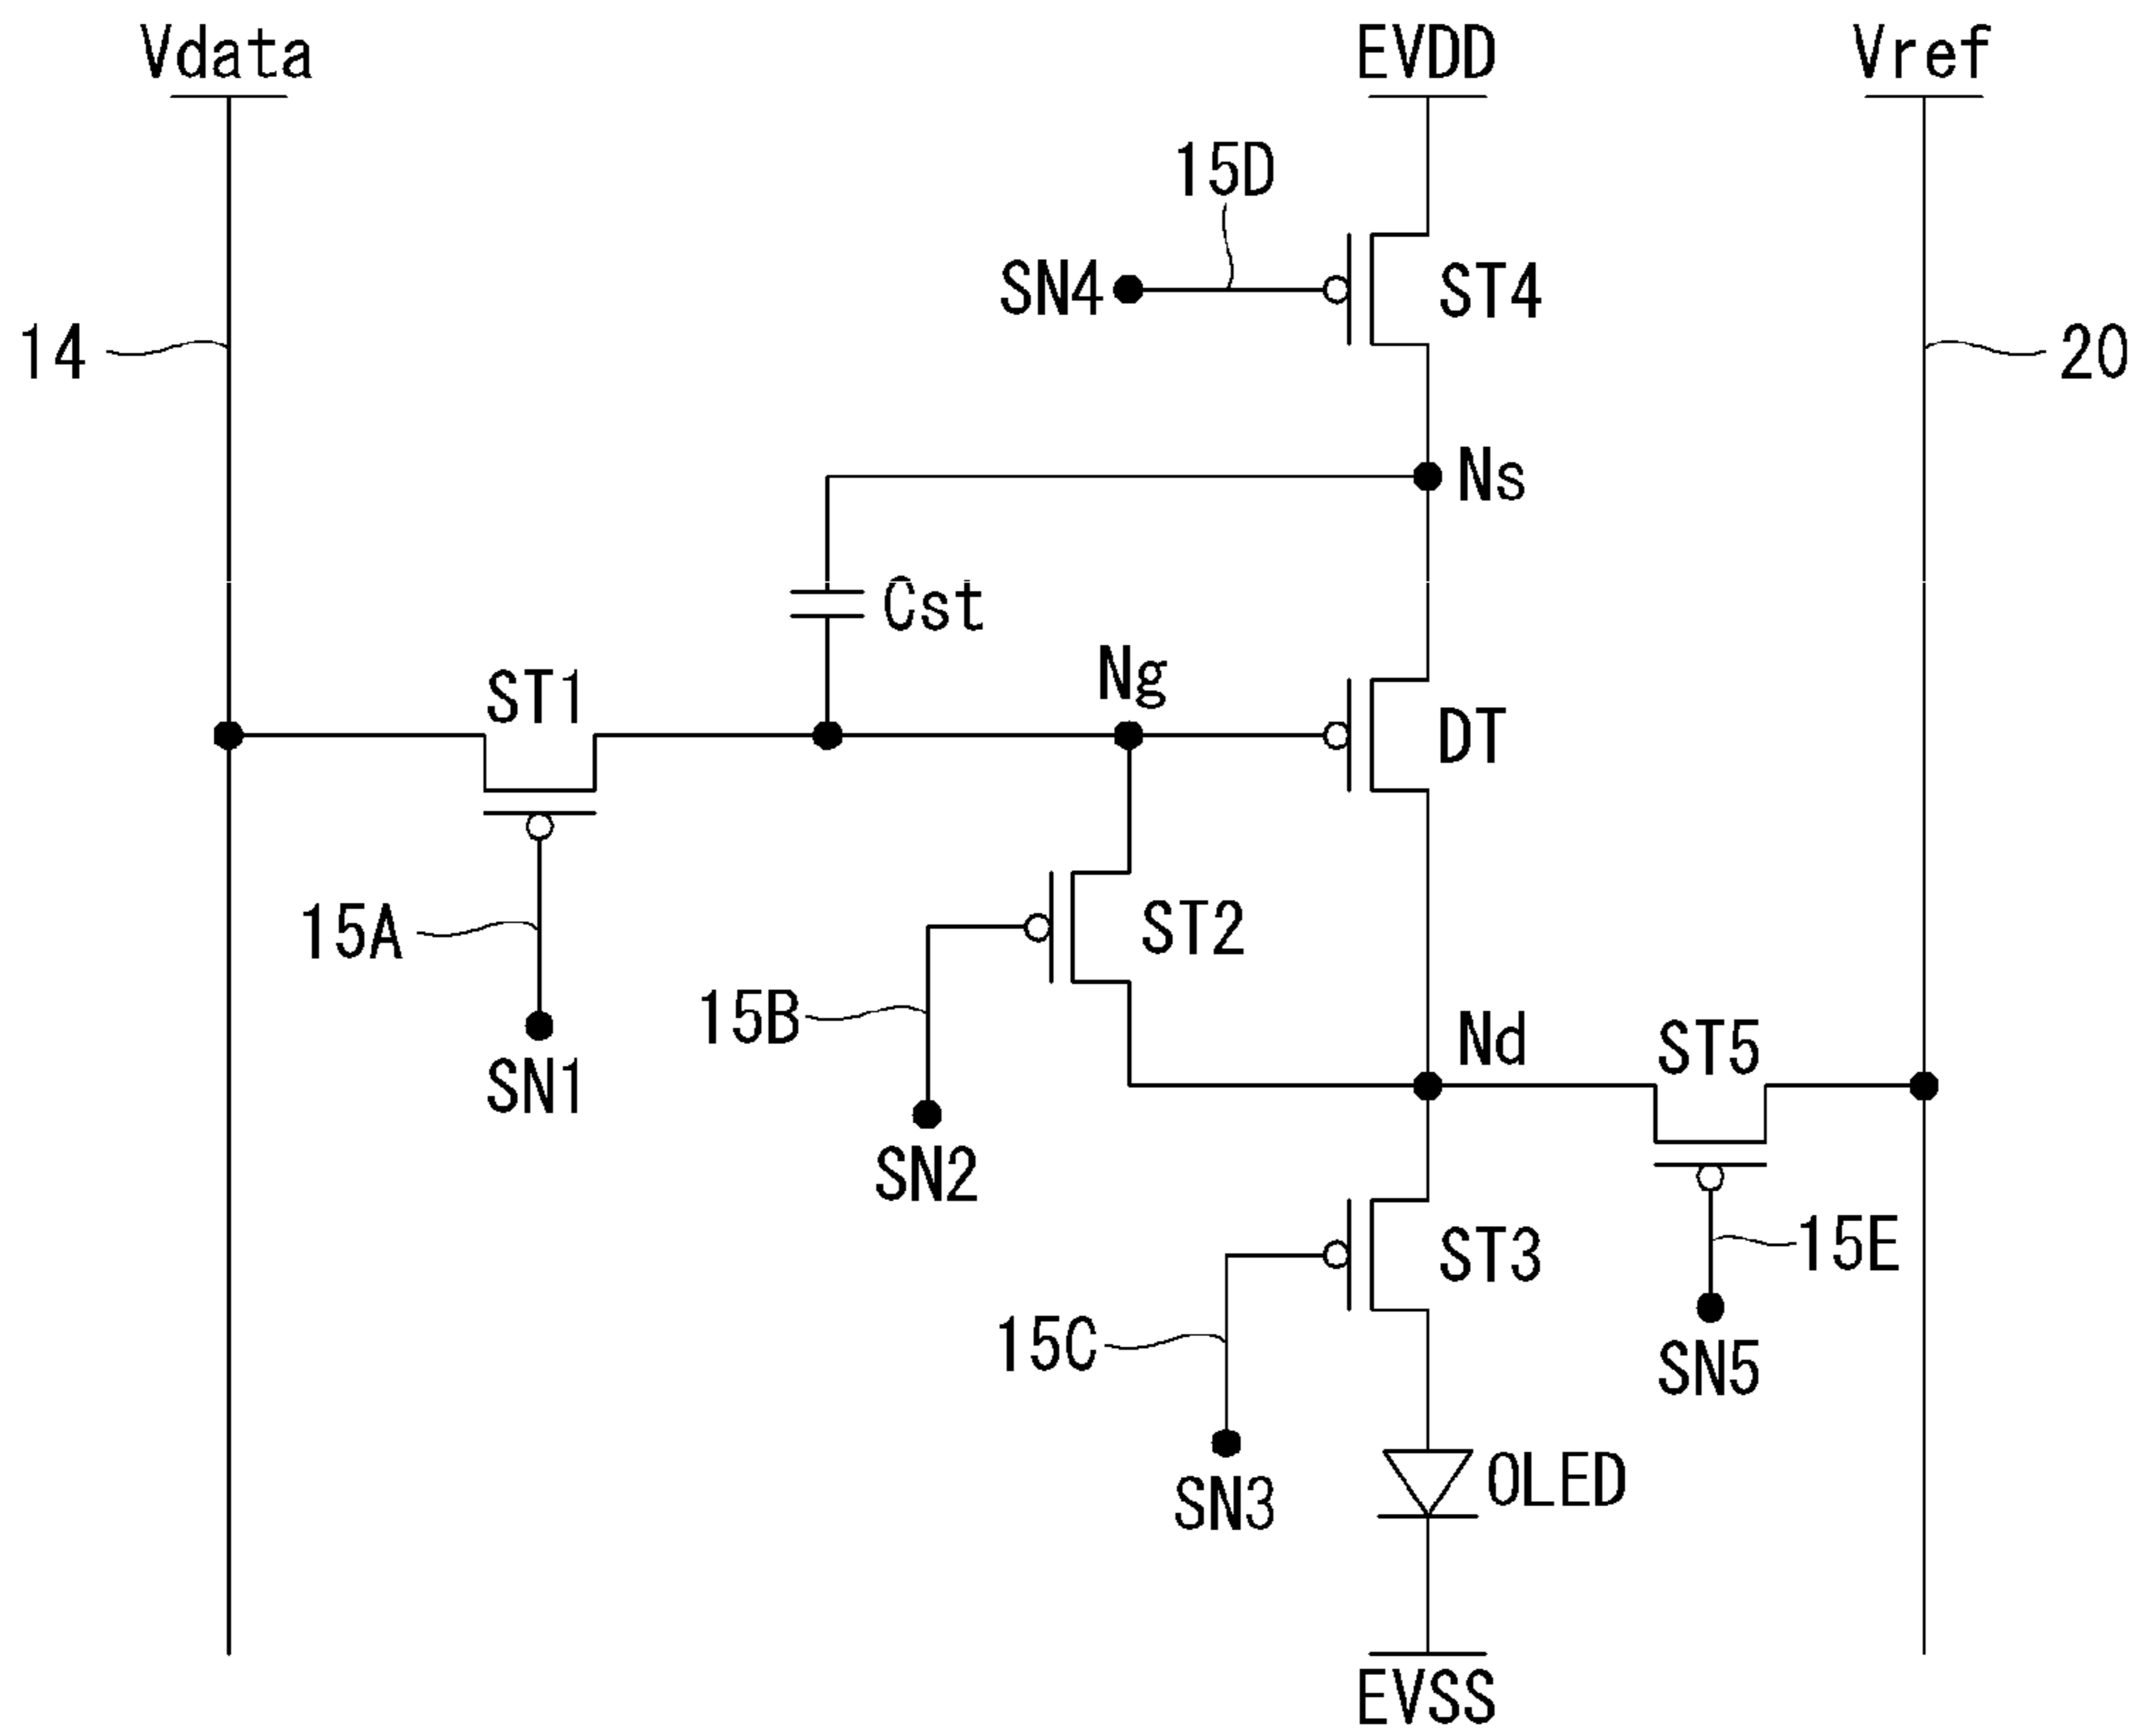 Vdata
EVDD
Vref
15D
SN4
ST4
14
20
Ns
Cst
Ng
ST1
DT
15A
ST2
15B
SN1
Nd
ST5
SN2
ST3
15E
15C
SN5
SN3
OLED
EVSS